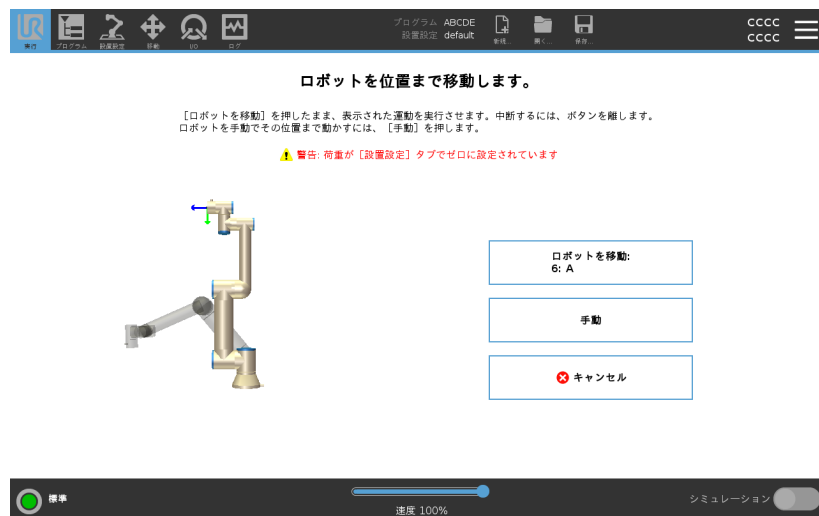 UR
実行
プログラム
設置設定
移動
I/O
ログ
プログラム ABCDE
設置設定 default
新規...
開く...
保存...
cccc
cccc
ロボットを位置まで移動します。
［ロボットを移動］を押したまま、表示された運動を実行させます。中断するには、ボタンを離します。
ロボットを手動でその位置まで動かすには、［手動］を押します。
警告: 荷重が［設置設定］タブでゼロに設定されています
ロボットを移動:
6: A
手動
キャンセル
標準
速度 100%
シミュレーション